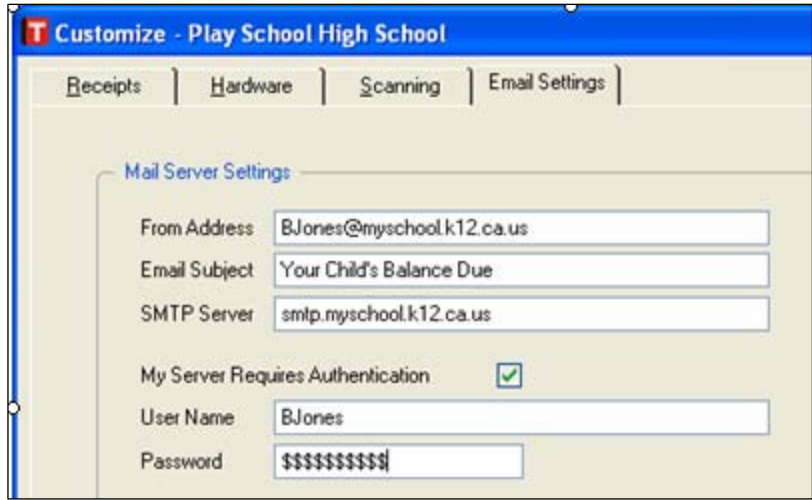 T Customize - Play School High School
Receipts Hardware Scanning Email Settings
Mail Server Settings
From Address BJones@myschool.k12.ca.us
Email Subject Your Child's Balance Due
SMTP Server smtp.myschool.k12.ca.us
My Server Requires Authentication
User Name BJones
Password $$$$$$$$$$